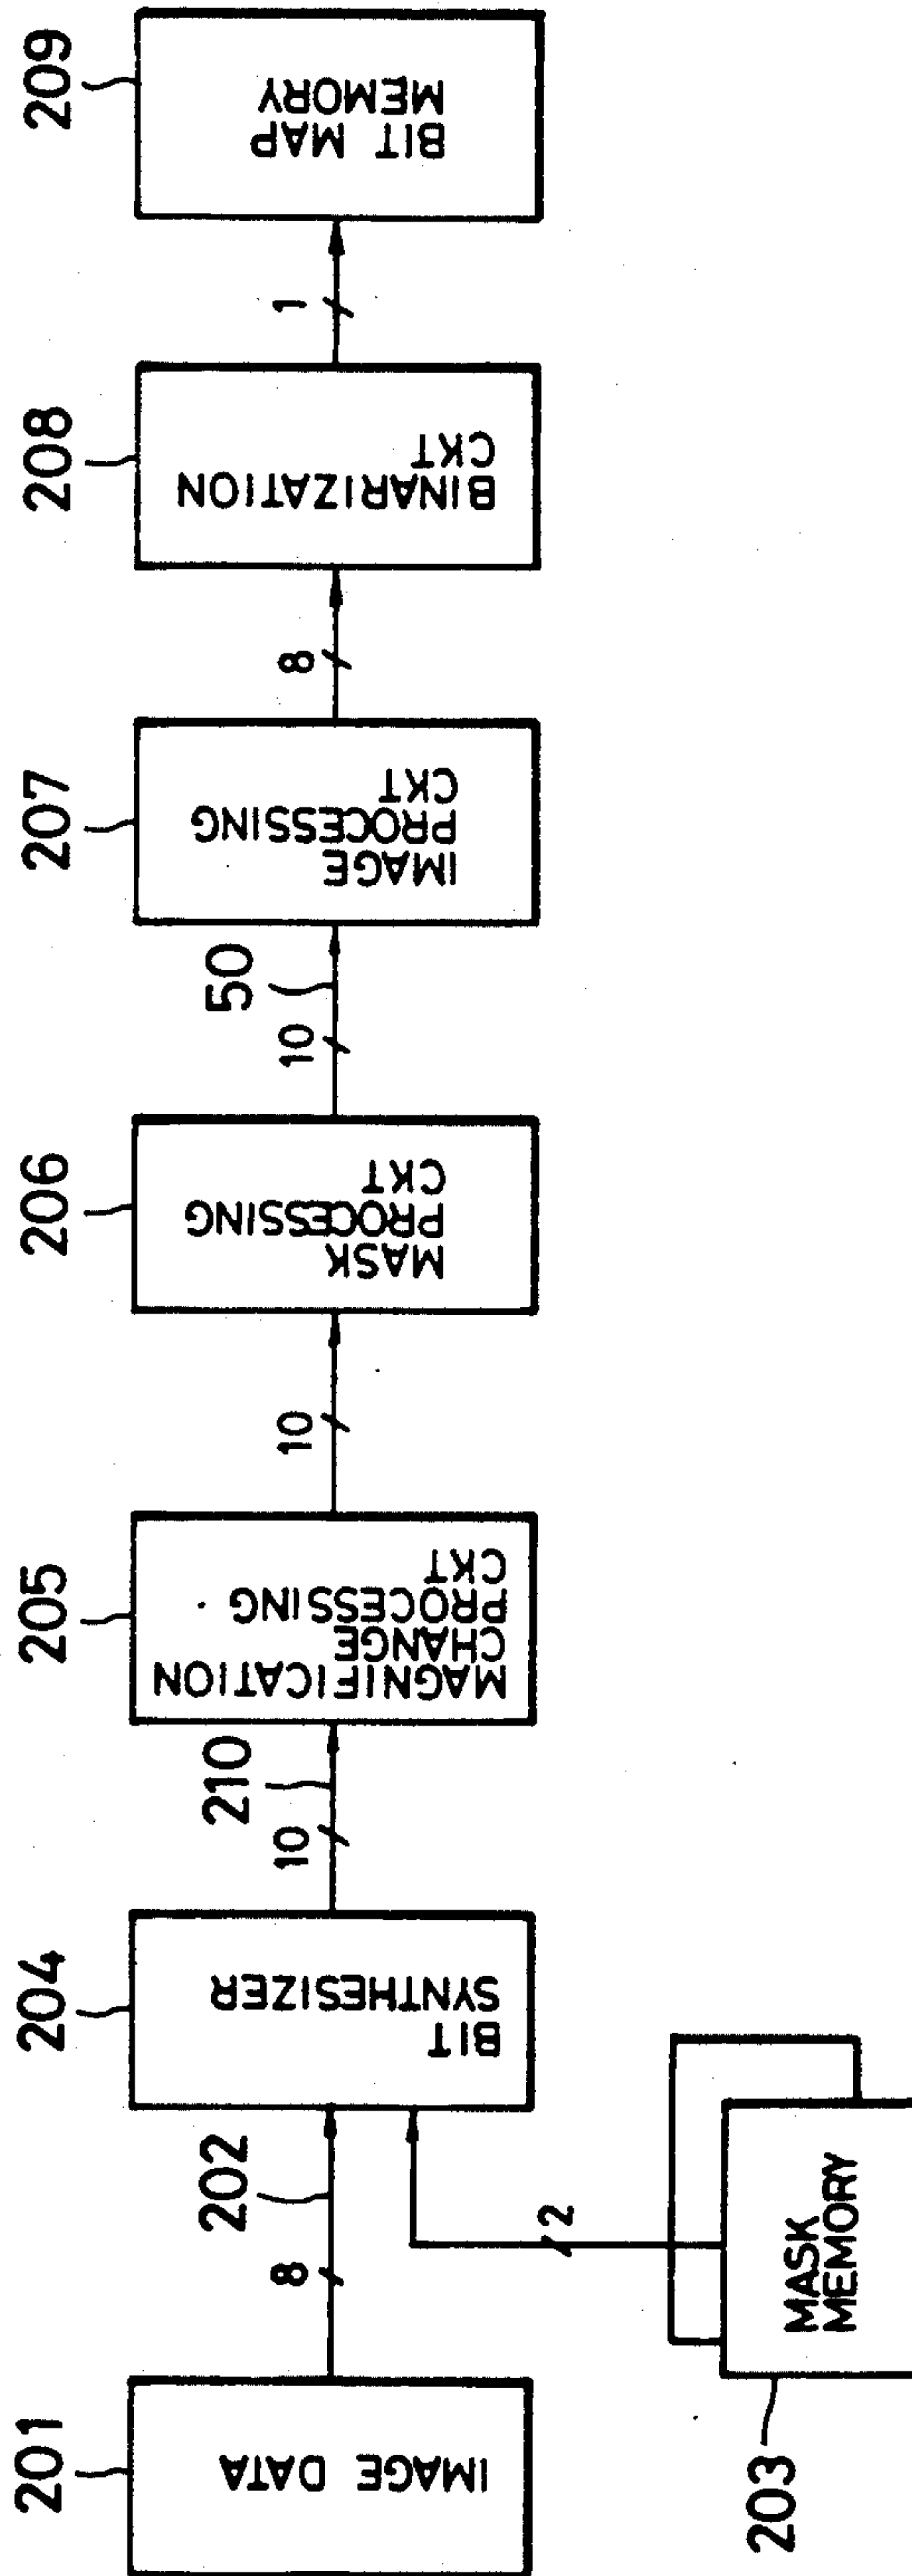 201
IMAGE DATA
8
202
203
MASK
MEMORY
2
204
BIT
SYNTHESIZER
10
210
205
MAGNIFICATION
CHANGE
PROCESSING
CKT
10
206
MASK
PROCESSING
CKT
10
50
207
IMAGE
PROCESSING
CKT
8
208
BINARIZATION
CKT
1
209
BIT MAP
MEMORY